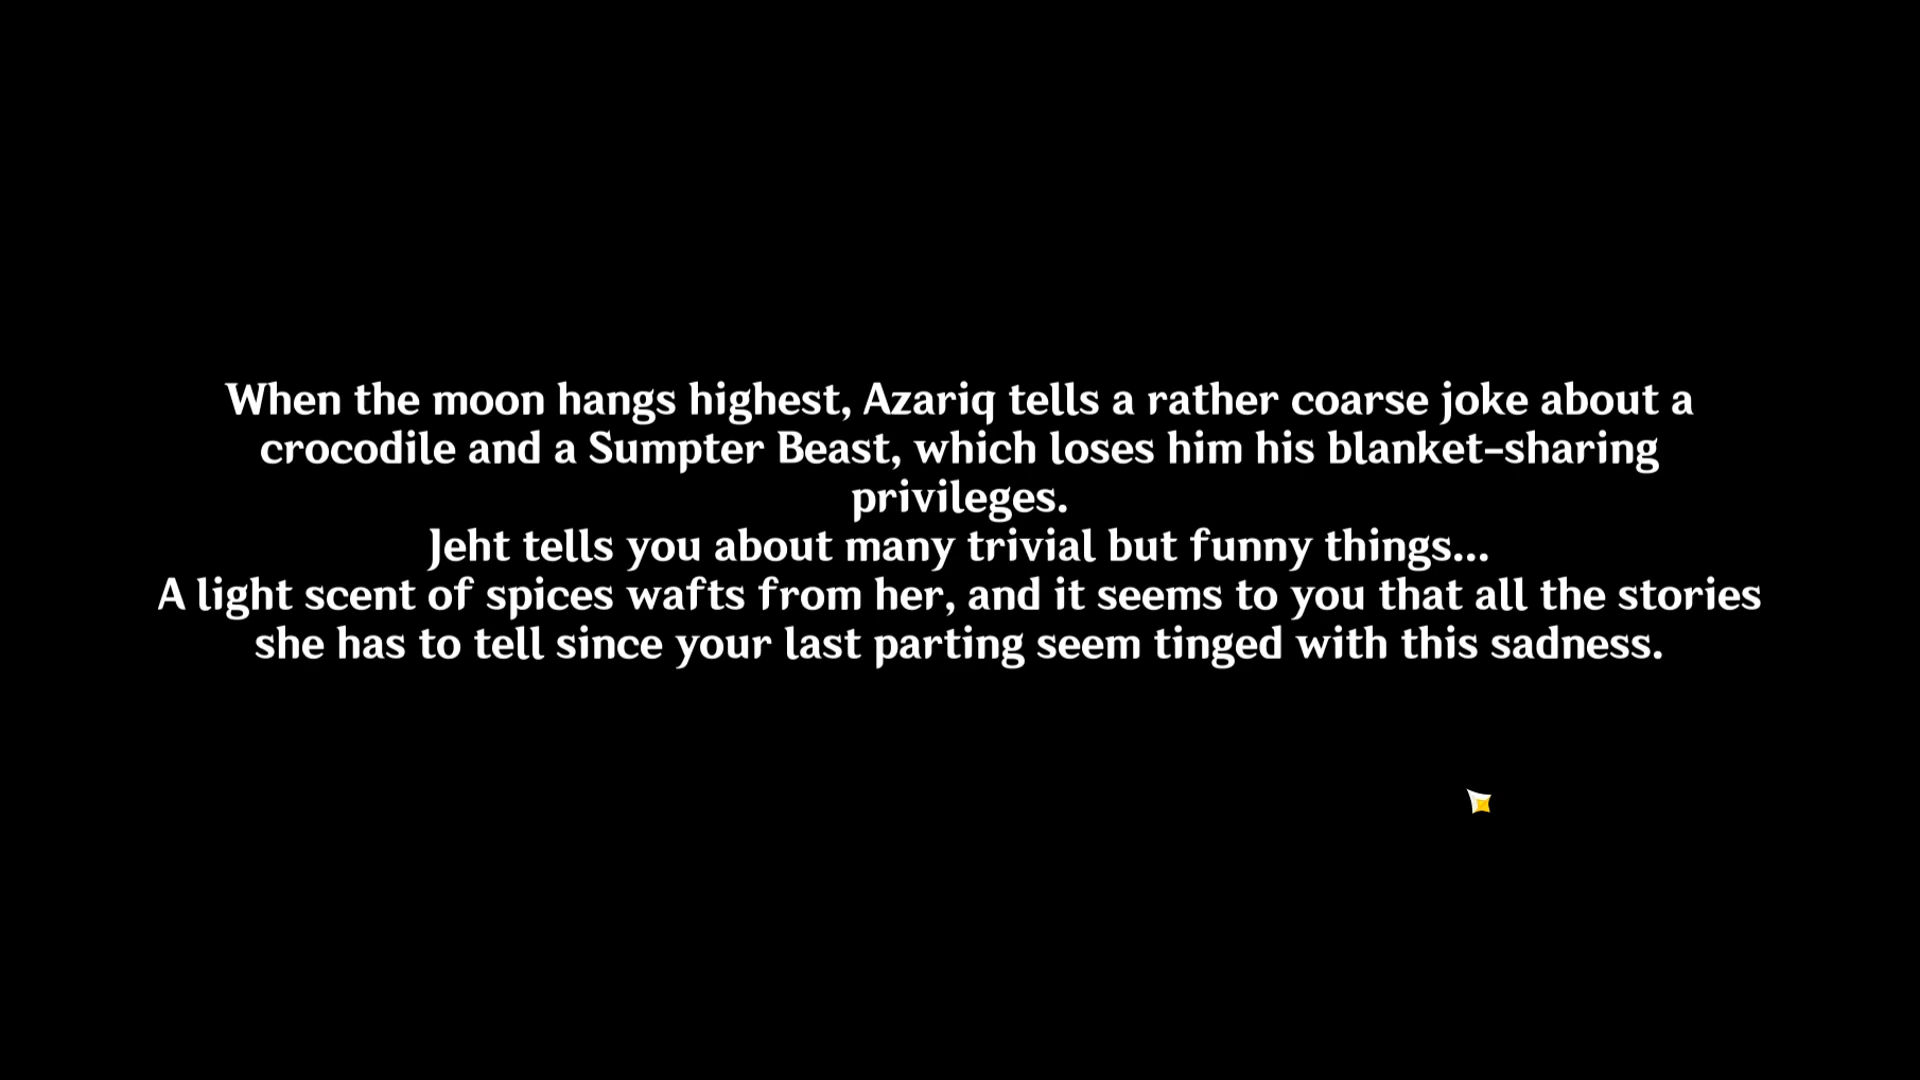 When the moon hangs highest, Azariq tells a rather coarse joke about a
crocodile and a Sumpter Beast, which loses him his blanket-sharing
privileges.
Jeht tells you about many trivial but funny things...
A light scent of spices wafts from her, and it seems to you that all the stories
she has to tell since your last parting seem tinged with this sadness.